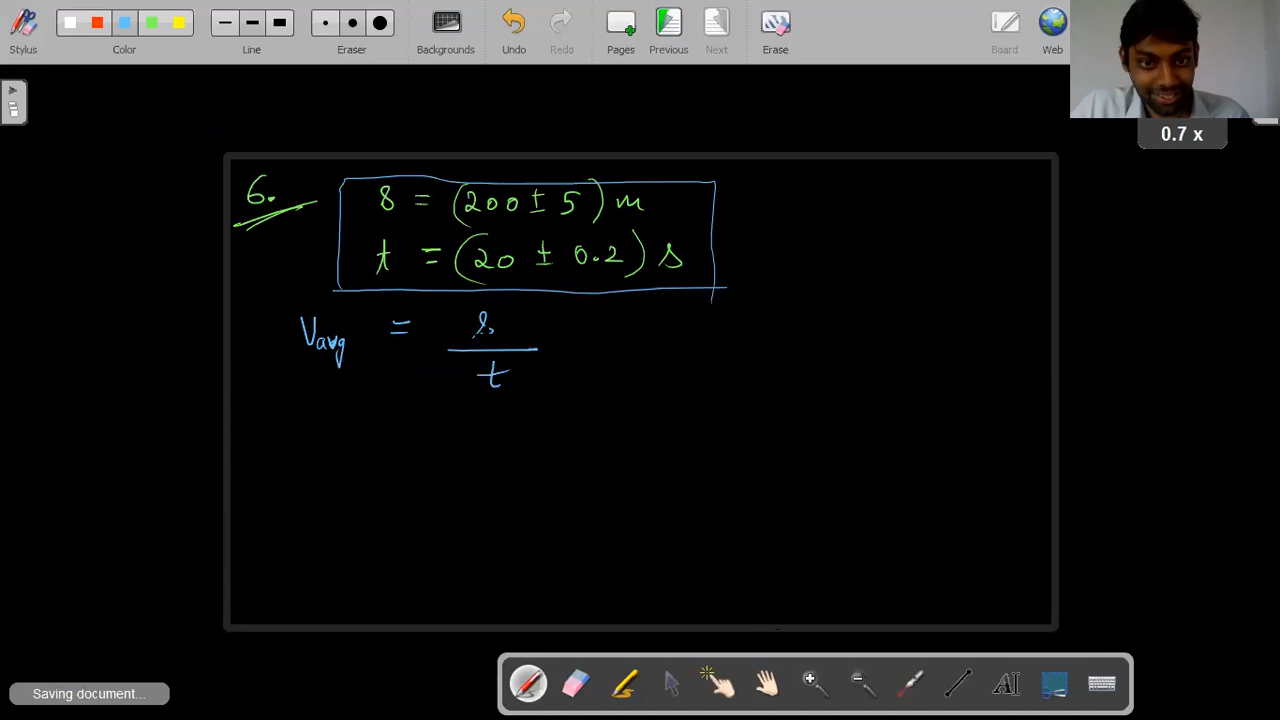 Stylus
Color
Line
Eraser
Backgrounds
Undo
Redo
Pages
Previous
Next
Erase
Board
Web
0.7 x
6.
s = (200 ± 5) m
t = (20 ± 0.2) s
Vavg = s / t
Saving document...